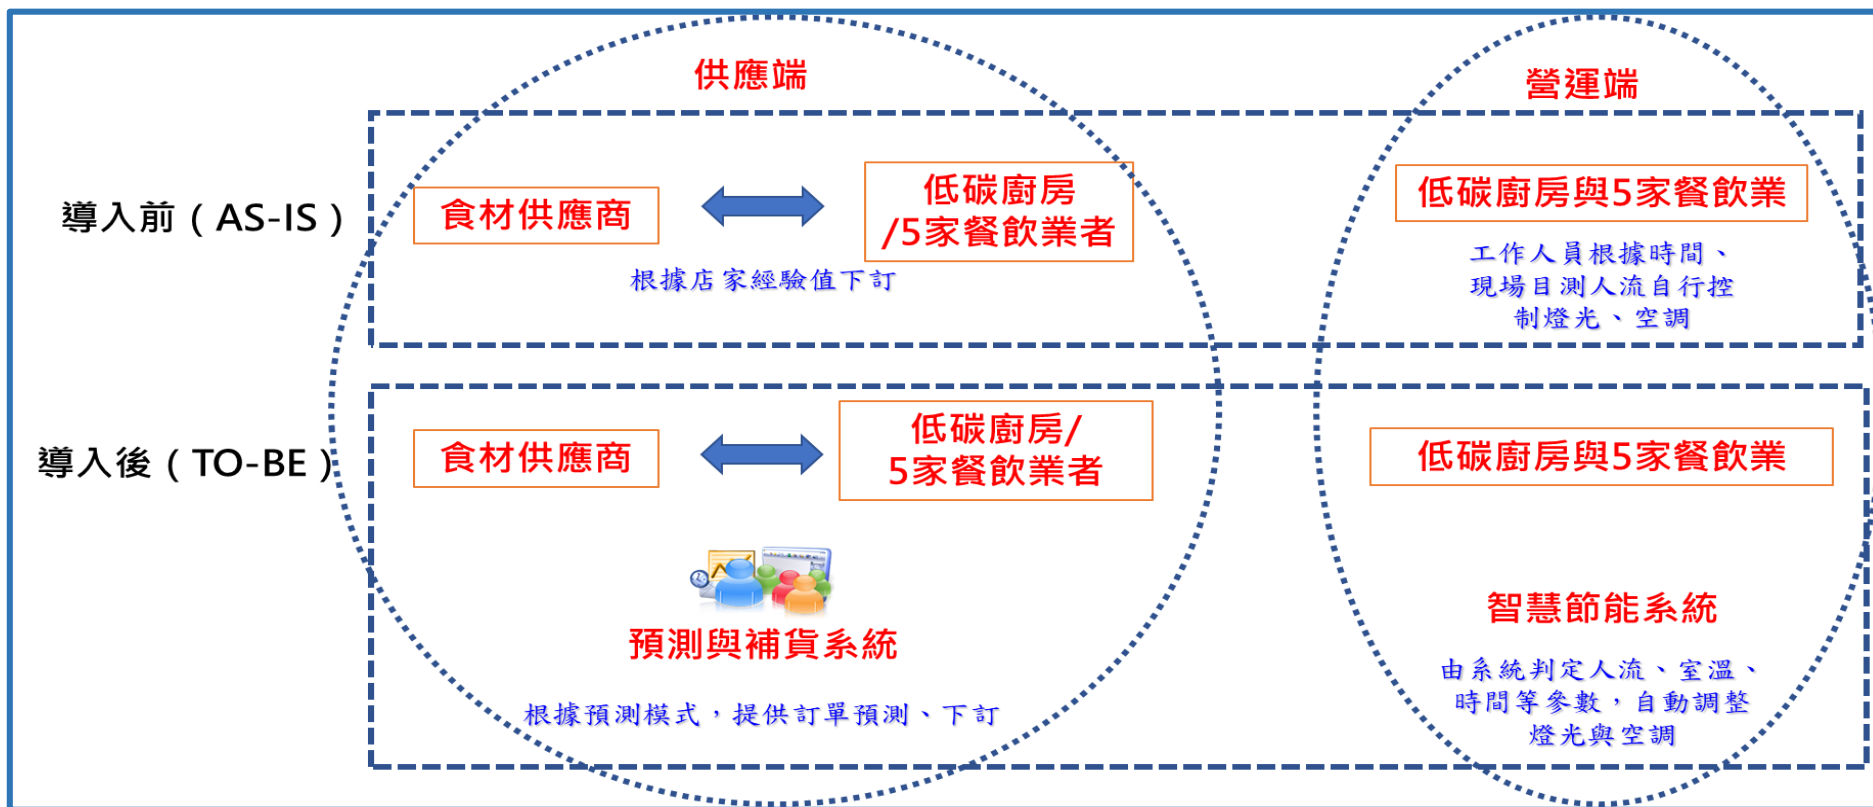 供應端
營運端
導入前（AS-IS）
食材供應商
低碳廚房
/5家餐飲業者
根據店家經驗值下訂
低碳廚房與5家餐飲業
工作人員根據時間、
現場目測人流自行控
制燈光、空調
導入後（TO-BE）
食材供應商
低碳廚房/
5家餐飲業者
預測與補貨系統
根據預測模式，提供訂單預測、下訂
低碳廚房與5家餐飲業
智慧節能系統
由系統判定人流、室溫、
時間等參數，自動調整
燈光與空調